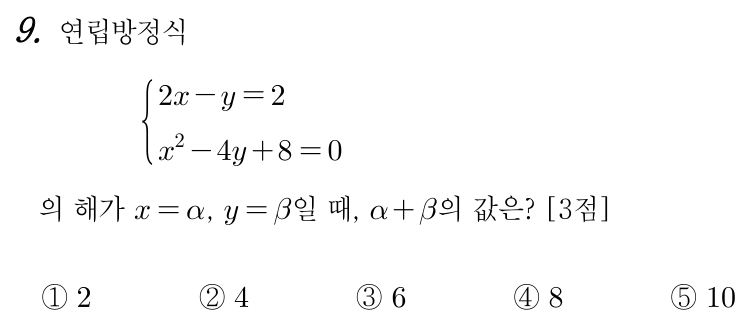 9. 연립방정식
2x − y = 2
x² − 4y + 8 = 0
의 해가 x = α, y = β일 때, α + β의 값은? [3점]
① 2 ② 4 ③ 6 ④ 8 ⑤ 10